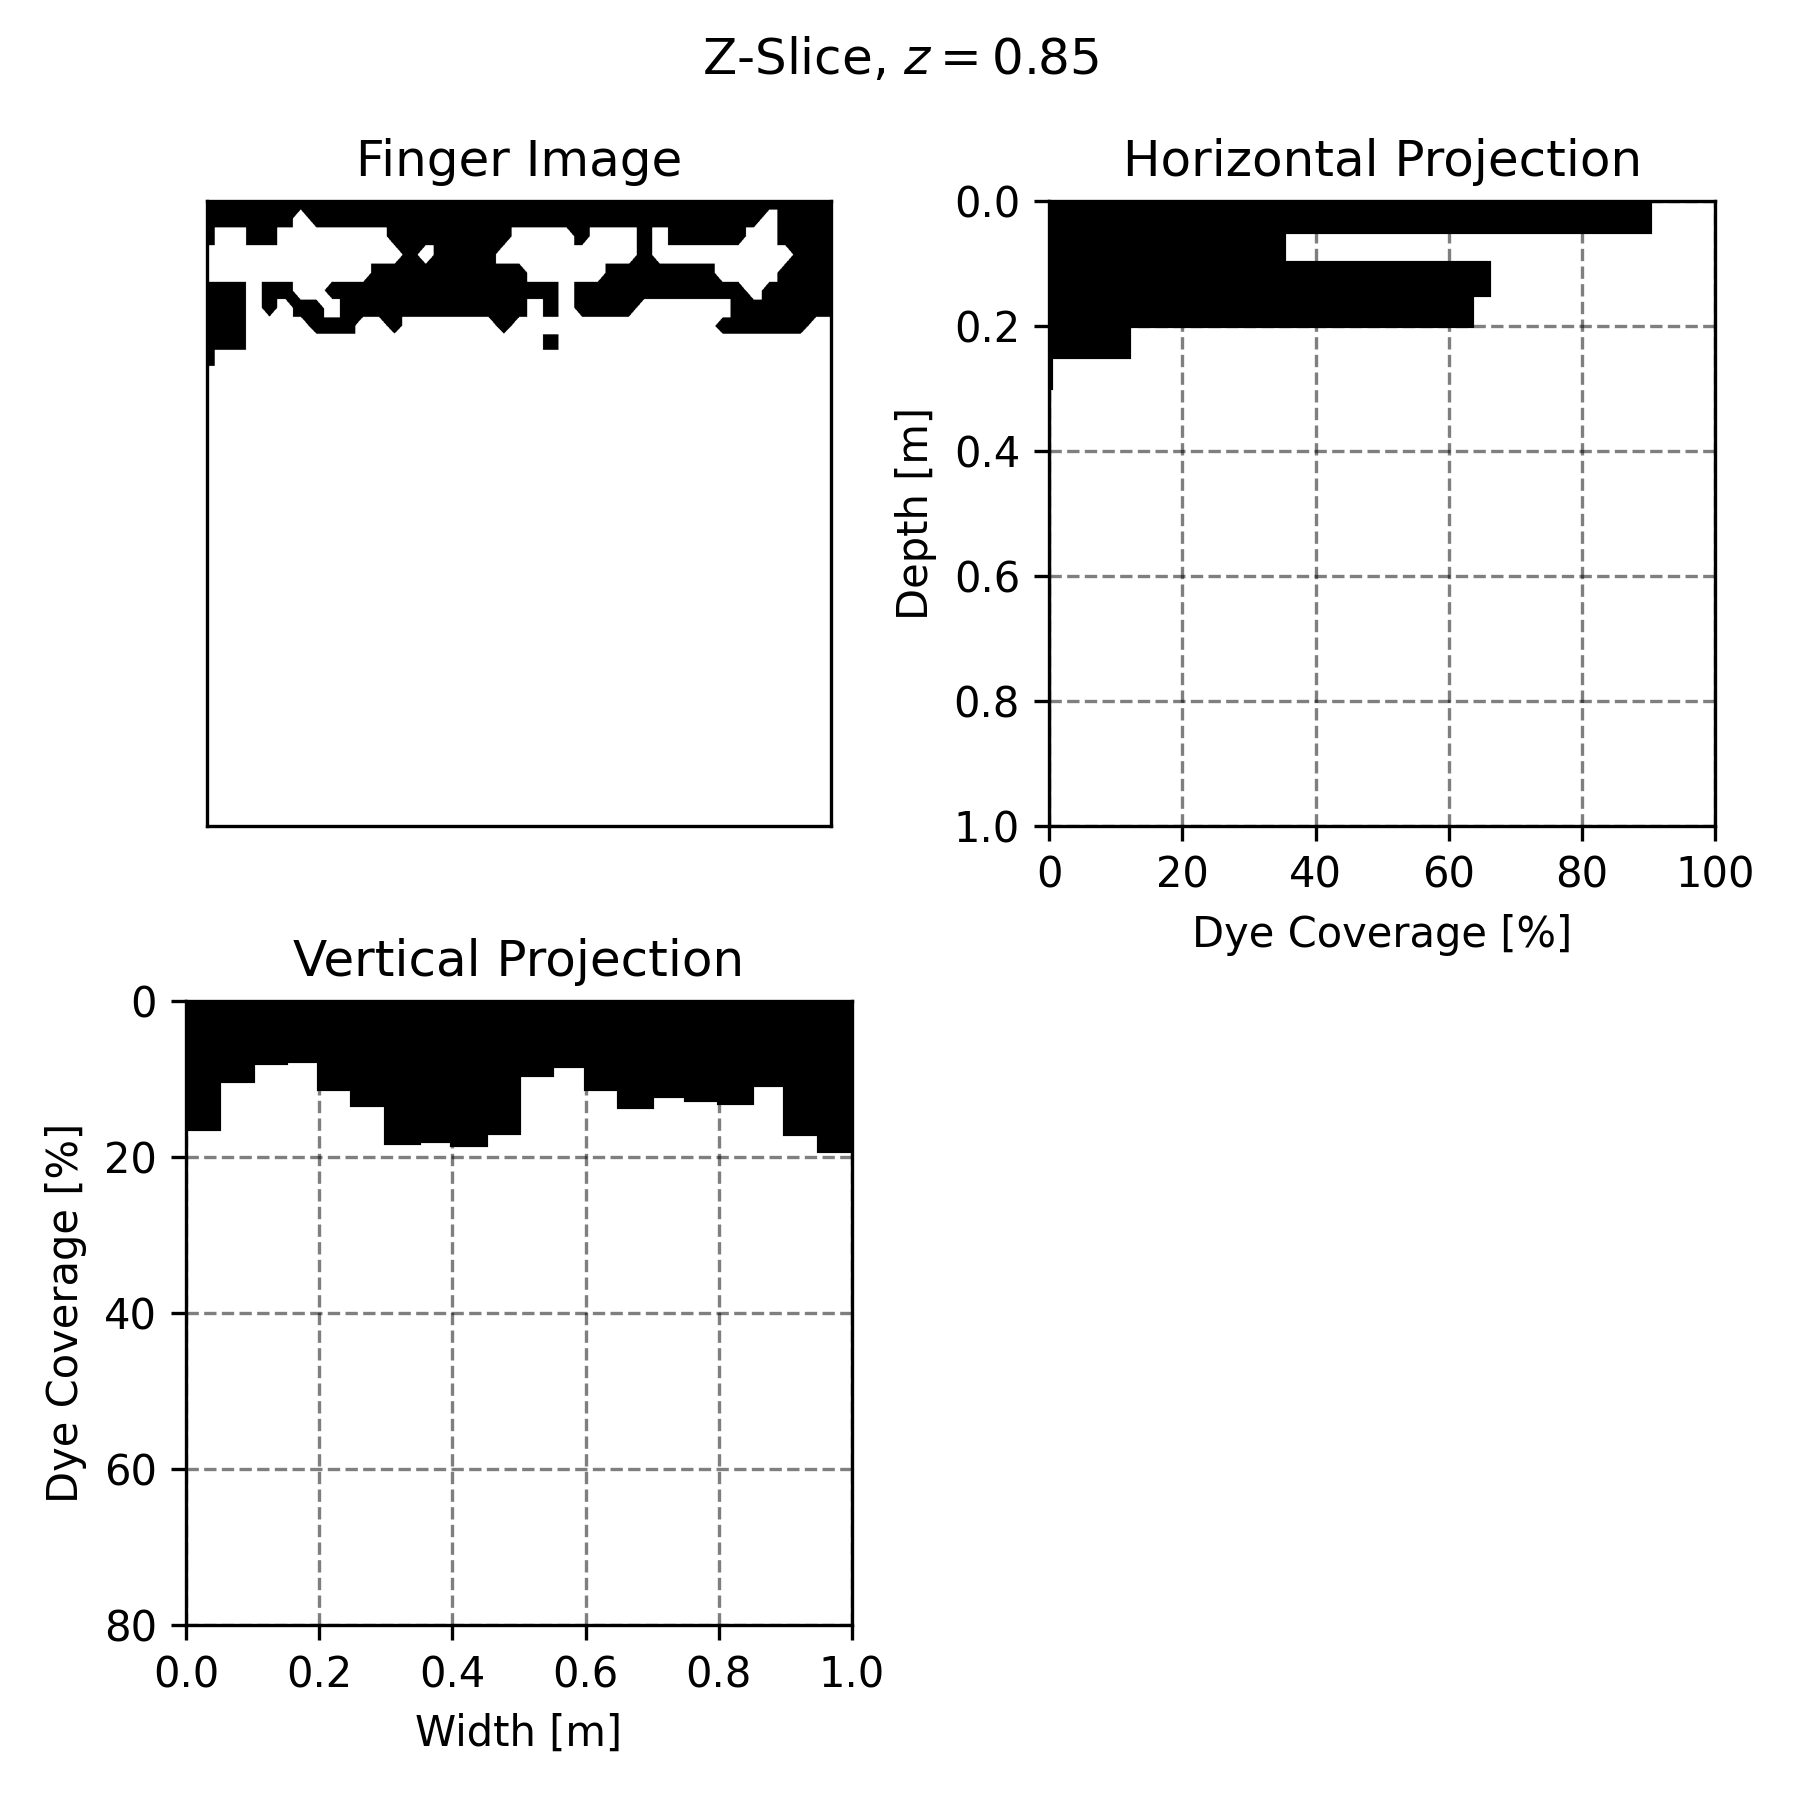 Z-Slice, z = 0.85
Finger Image
Horizontal Projection
0.0
0.2
0.4
0.6
0.8
1.0
Depth [m]
0 20 40 60 80 100
Dye Coverage [%]
Vertical Projection
0
20
40
60
80
Dye Coverage [%]
0.0 0.2 0.4 0.6 0.8 1.0
Width [m]